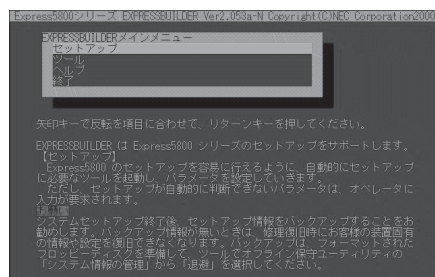 Express5800シリーズ EXPRESSBUILDER Ver2.053a-N Copyright(C)NEC Corporation2000
EXPRESSBUILDERメインメニュー
セットアップ
ツール
ヘルプ
終了
矢印キーで反転を項目に合わせて、リターンキーを押してください。
EXPRESSBUILDER は Express5800 シリーズのセットアップをサポートします。
【セットアップ】
Express5800 のセットアップを容易に行えるように、自動的にセットアップ
に必要なツールを起動し、パラメータを設定していきます。
ただし、セットアップが自動的に判断できないパラメータは、オペレータに
入力が要求されます。
システムセットアップ終了後、セットアップ情報をバックアップすることをお
勧めします。バックアップ情報が無いときは、修理復旧時にお客様の装置固有
の情報や設定を復旧できなくなります。バックアップは、フォーマットされた
フロッピーディスクを準備して、ツールでオフライン保守ユーティリティの
「システム情報の管理」から「退避」を選択してください。